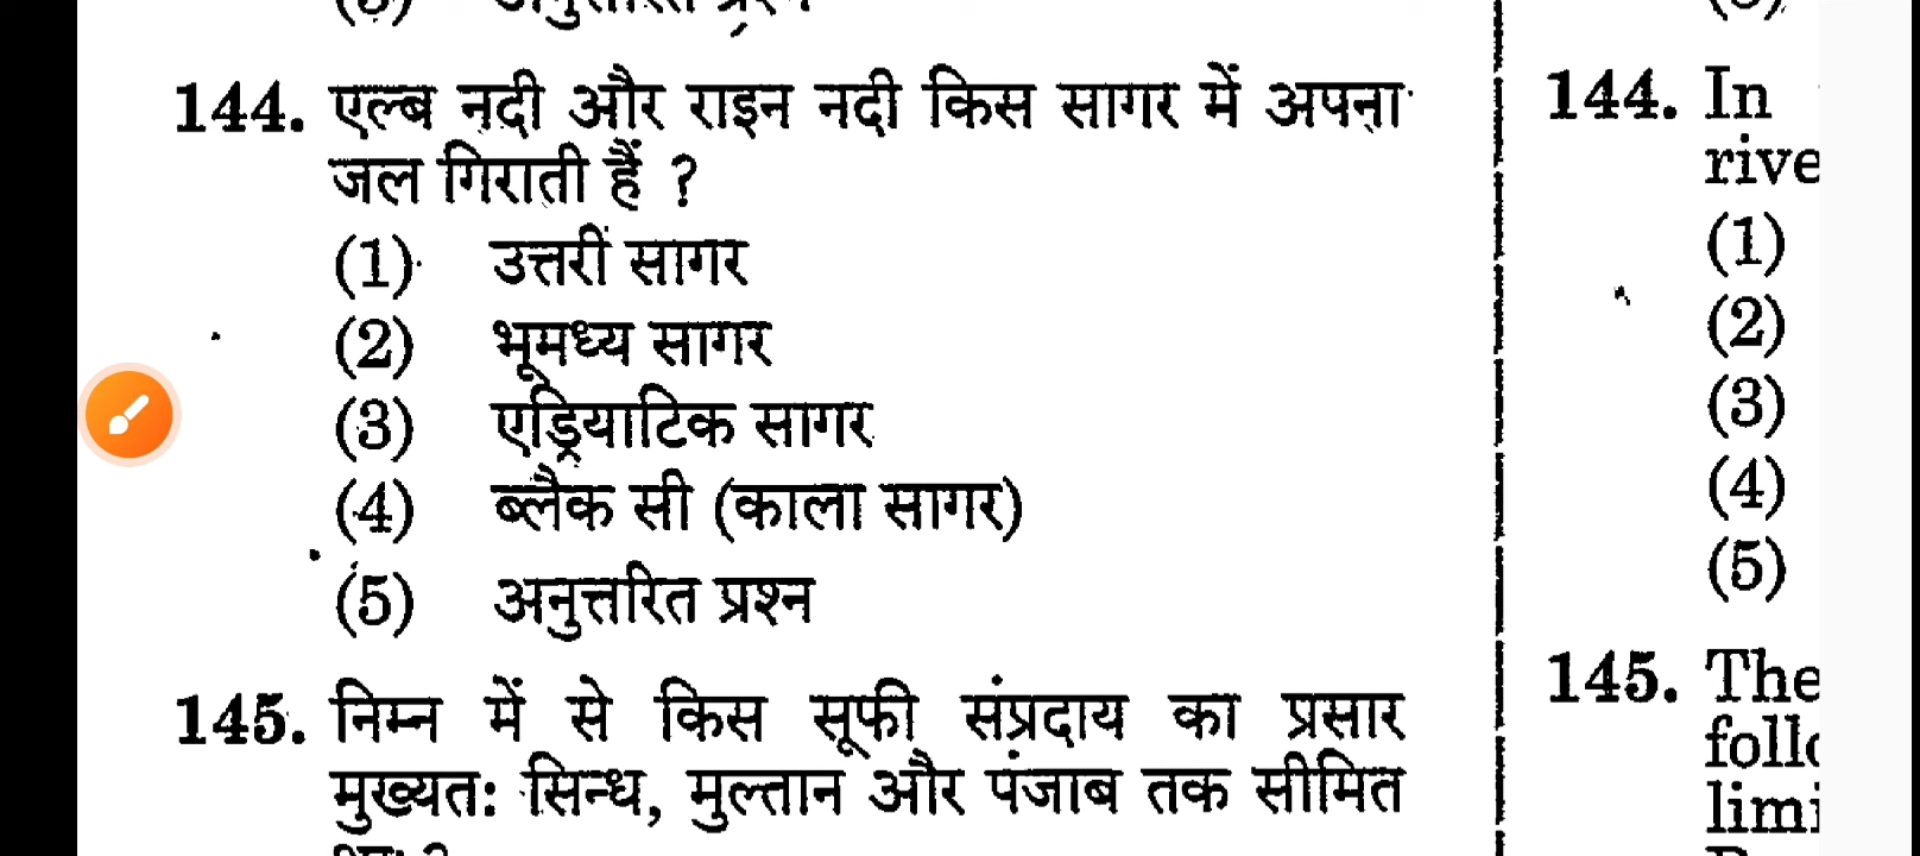 144. एल्ब नदी और राइन नदी किस सागर में अपना
जल गिराती हैं ?
(1) उत्तरी सागर
(2) भूमध्य सागर
(3) एड्रियाटिक सागर
(4) ब्लैक सी (काला सागर)
(5) अनुत्तरित प्रश्न
145. निम्न में से किस सूफी संप्रदाय का प्रसार
मुख्यत: सिन्ध, मुल्तान और पंजाब तक सीमित
144. In
rive
(1)
(2)
(3)
(4)
(5)
145. The
follo
limi